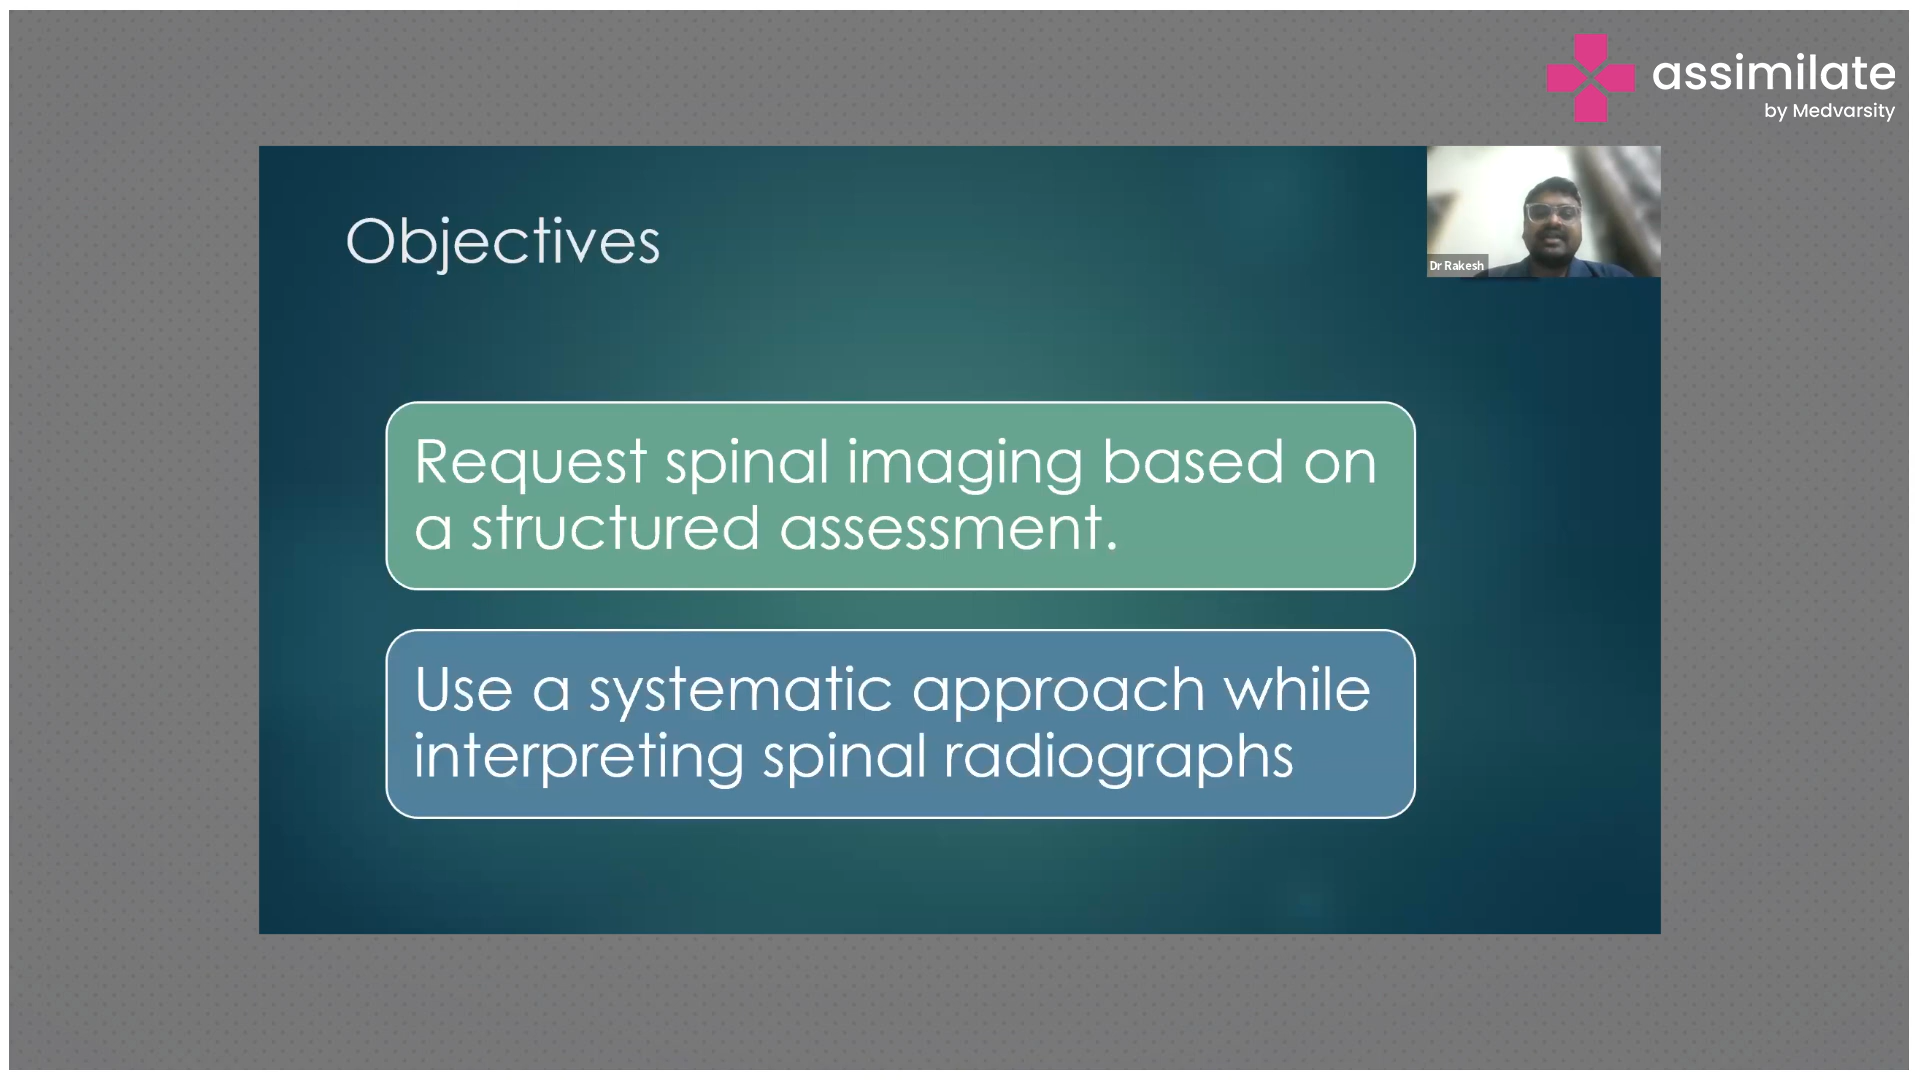 assimilate
by Medvarsity
Objectives
Dr Rakesh
Request spinal imaging based on
a structured assessment.
Use a systematic approach while
interpreting spinal radiographs